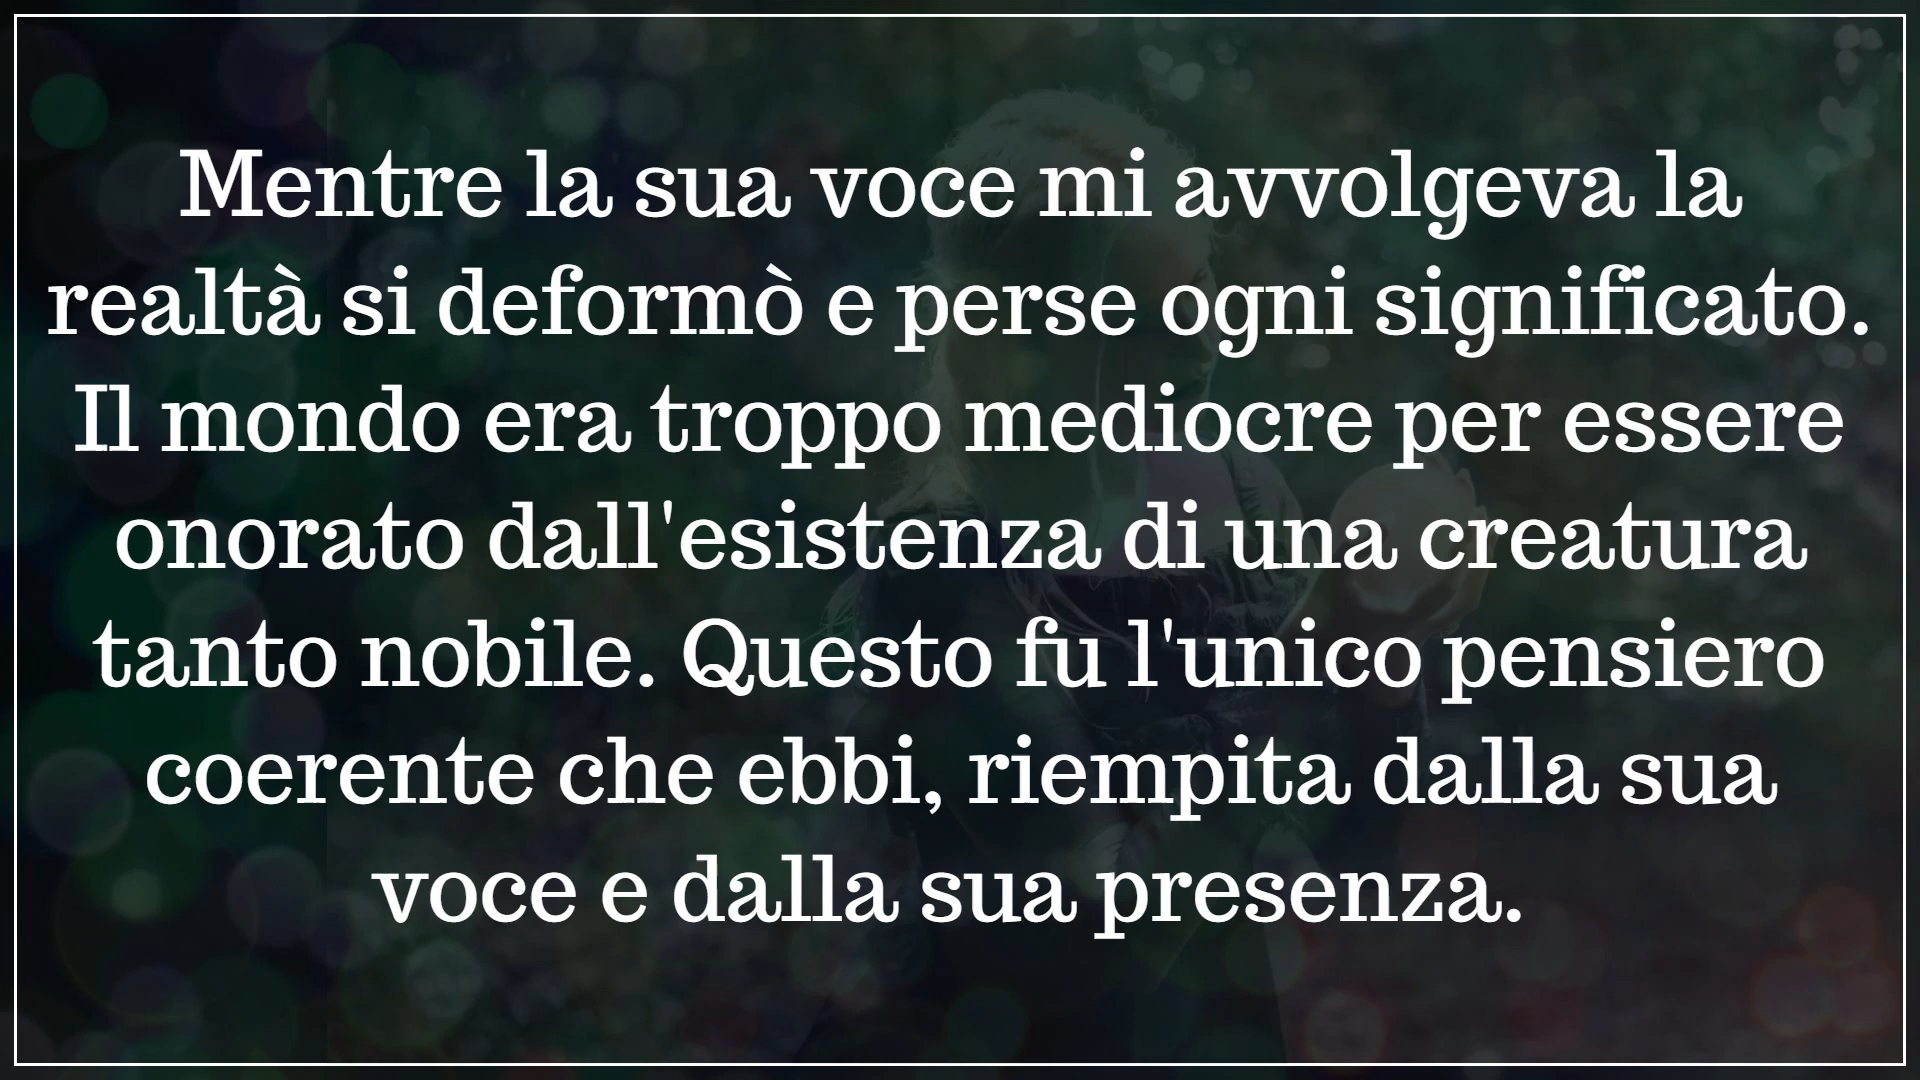 Mentre la sua voce mi avvolgeva la
realtà si deformò e perse ogni significato.
Il mondo era troppo mediocre per essere
onorato dall'esistenza di una creatura
tanto nobile. Questo fu l'unico pensiero
coerente che ebbi, riempita dalla sua
voce e dalla sua presenza.